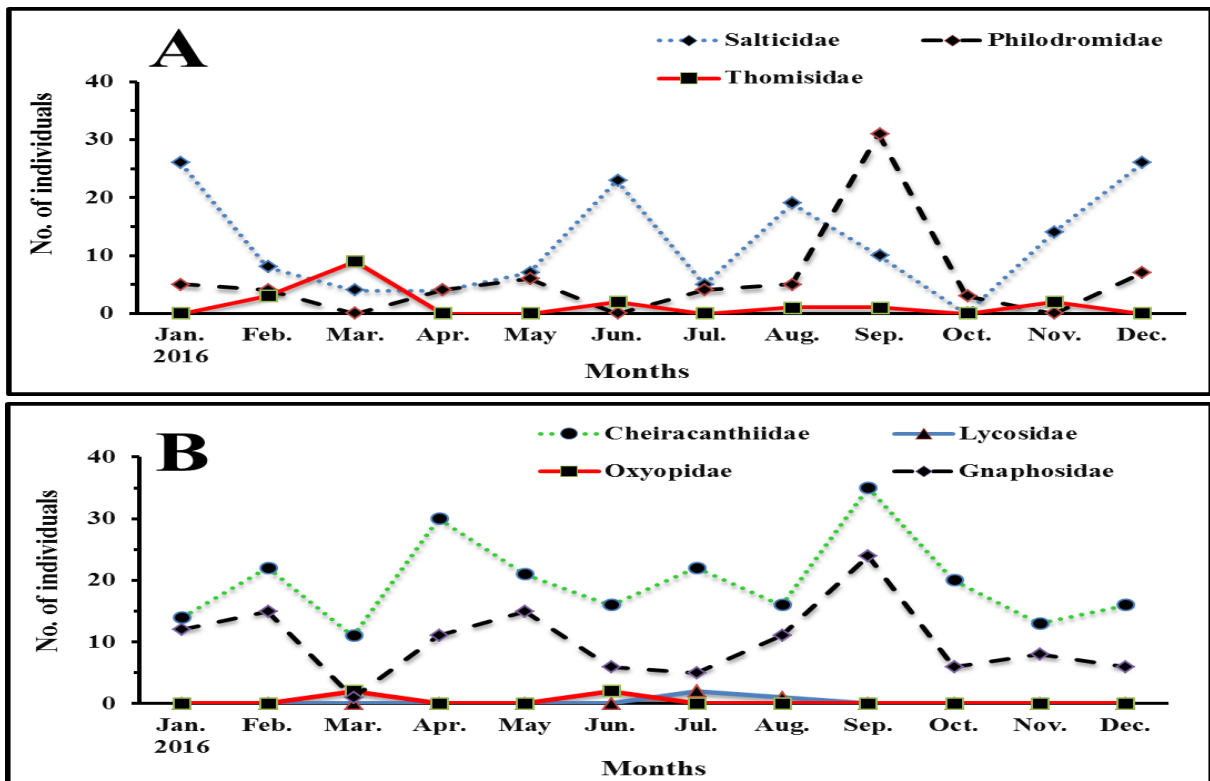 A
Salticidae Philodromidae
Thomisidae
No. of individuals
40
30
20
10
0
Jan. Feb. Mar. Apr. May Jun. Jul. Aug. Sep. Oct. Nov. Dec.
2016
Months
B
Cheiracanthiidae Lycosidae
Oxyopidae Gnaphosidae
No. of individuals
40
30
20
10
0
Jan. Feb. Mar. Apr. May Jun. Jul. Aug. Sep. Oct. Nov. Dec.
2016
Months